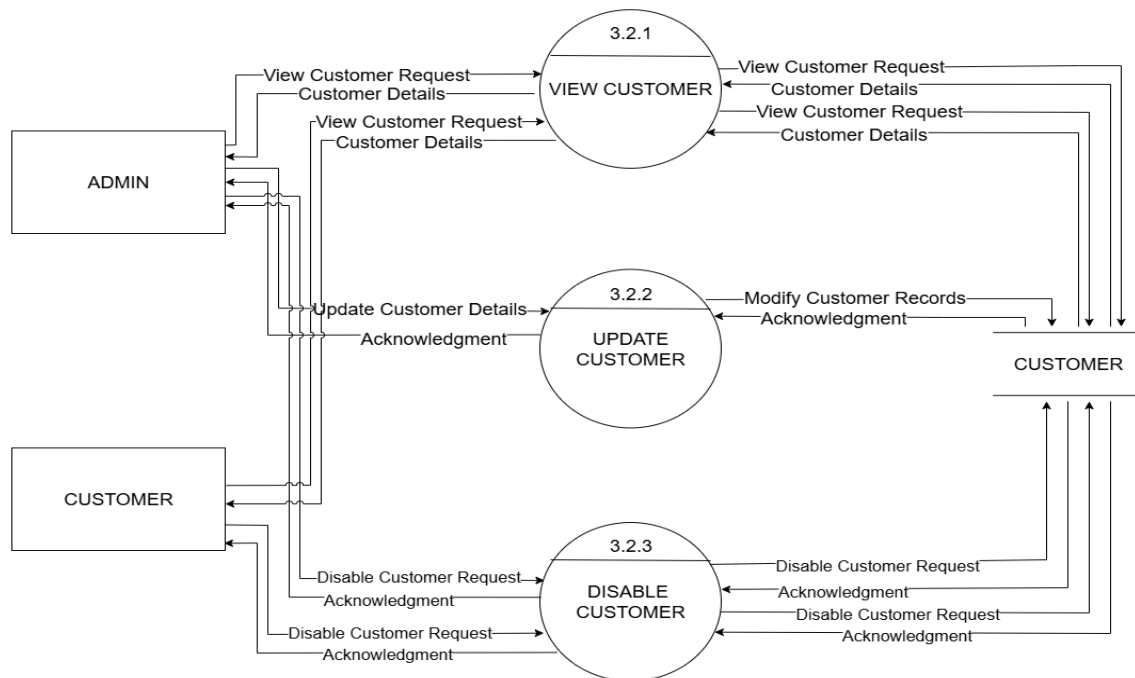 3.2.1
VIEW CUSTOMER
View Customer Request
Customer Details
View Customer Request
Customer Details
View Customer Request
Customer Details
View Customer Request
Customer Details
ADMIN
3.2.2
UPDATE
CUSTOMER
Update Customer Details
Acknowledgment
Modify Customer Records
Acknowledgment
CUSTOMER
CUSTOMER
3.2.3
DISABLE
CUSTOMER
Disable Customer Request
Acknowledgment
Disable Customer Request
Acknowledgment
Disable Customer Request
Acknowledgment
Disable Customer Request
Acknowledgment